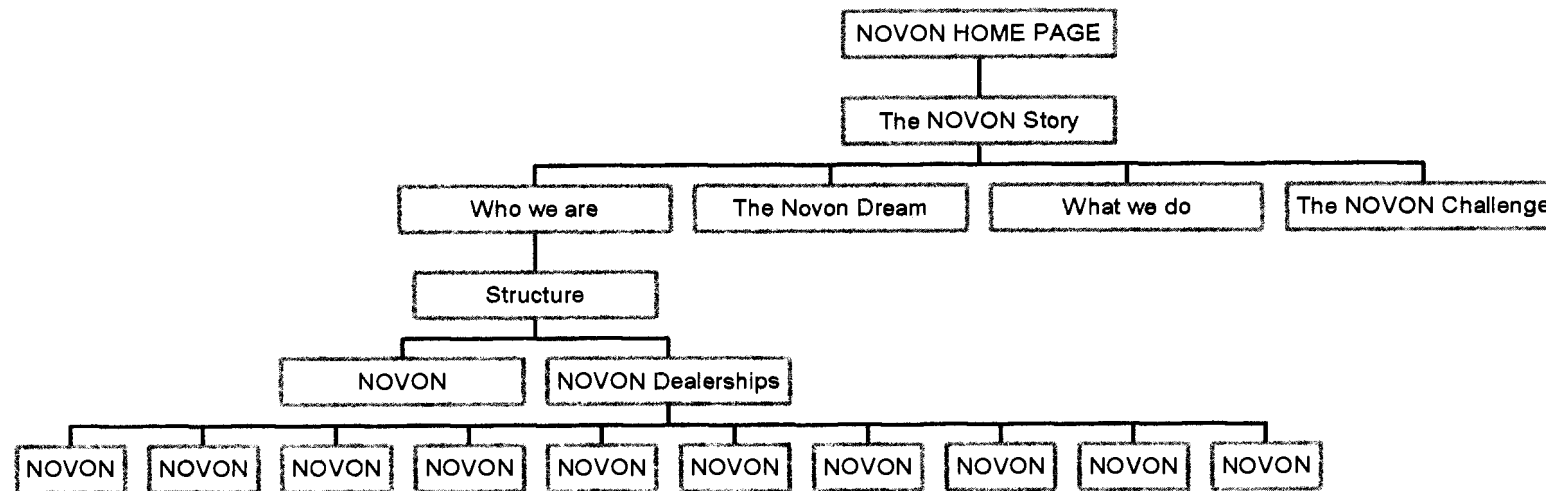 NOVON HOME PAGE
The NOVON Story
Who we are
The Novon Dream
What we do
The NOVON Challenge
Structure
NOVON
NOVON Dealerships
NOVON
NOVON
NOVON
NOVON
NOVON
NOVON
NOVON
NOVON
NOVON
NOVON